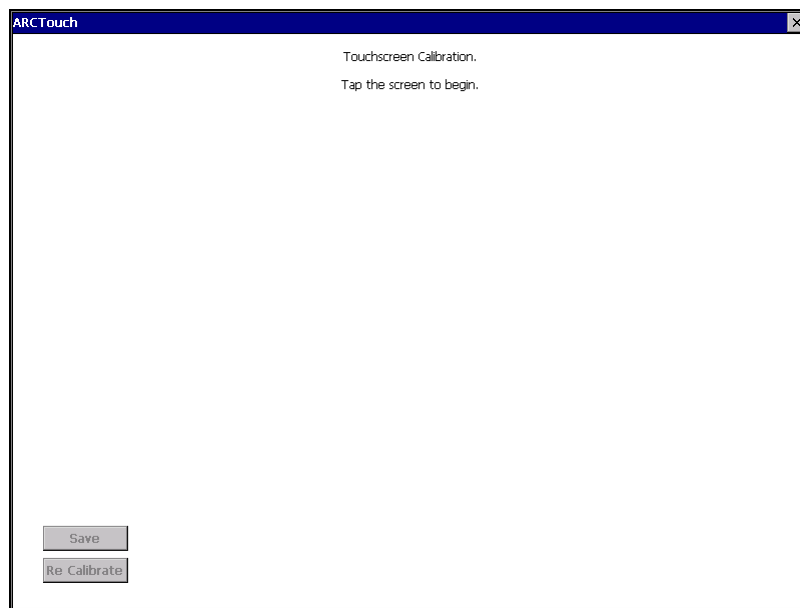 ARCTouch
Touchscreen Calibration.
Tap the screen to begin.
Save
Re Calibrate